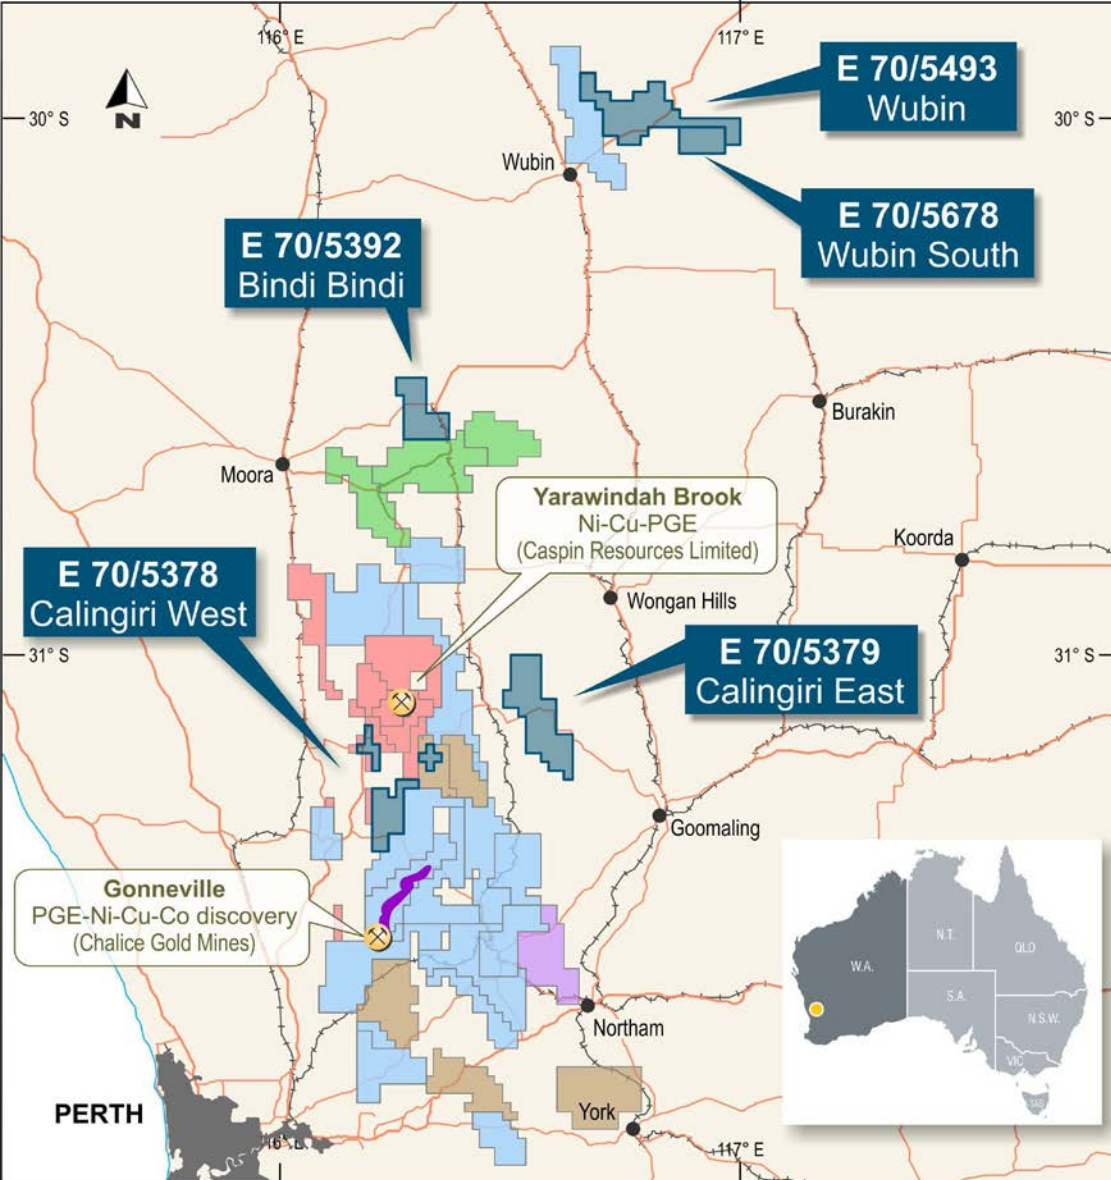 116° E
117° E
N
30° S
30° S
E 70/5493
Wubin
Wubin
E 70/5678
Wubin South
E 70/5392
Bindi Bindi
Burakin
Moora
Yarawindah Brook
Ni-Cu-PGE
(Caspin Resources Limited)
Koorda
E 70/5378
Calingiri West
Wongan Hills
31° S
31° S
E 70/5379
Calingiri East
Goomaling
Gonneville
PGE-Ni-Cu-Co discovery
(Chalice Gold Mines)
N.T.
QLD
W.A.
S.A.
N.S.W.
VIC
TAS
Northam
York
PERTH
117° E